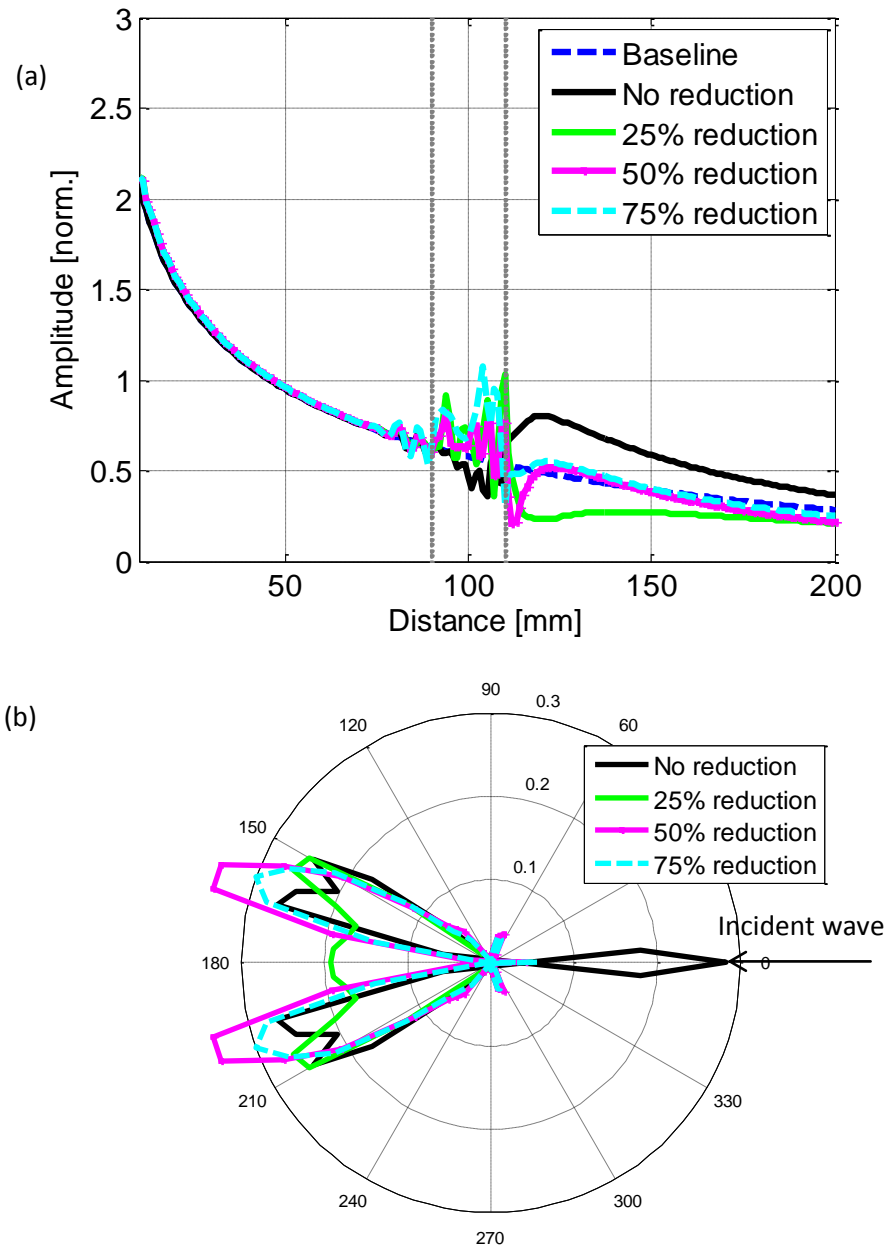 (a)
3
2.5
2
1.5
1
0.5
0
Amplitude [norm.]
Baseline
No reduction
25% reduction
50% reduction
75% reduction
50
100
150
200
Distance [mm]
(b)
90
0.3
120
60
0.2
150
0.1
No reduction
25% reduction
50% reduction
75% reduction
Incident wave
180
0
210
330
240
300
270